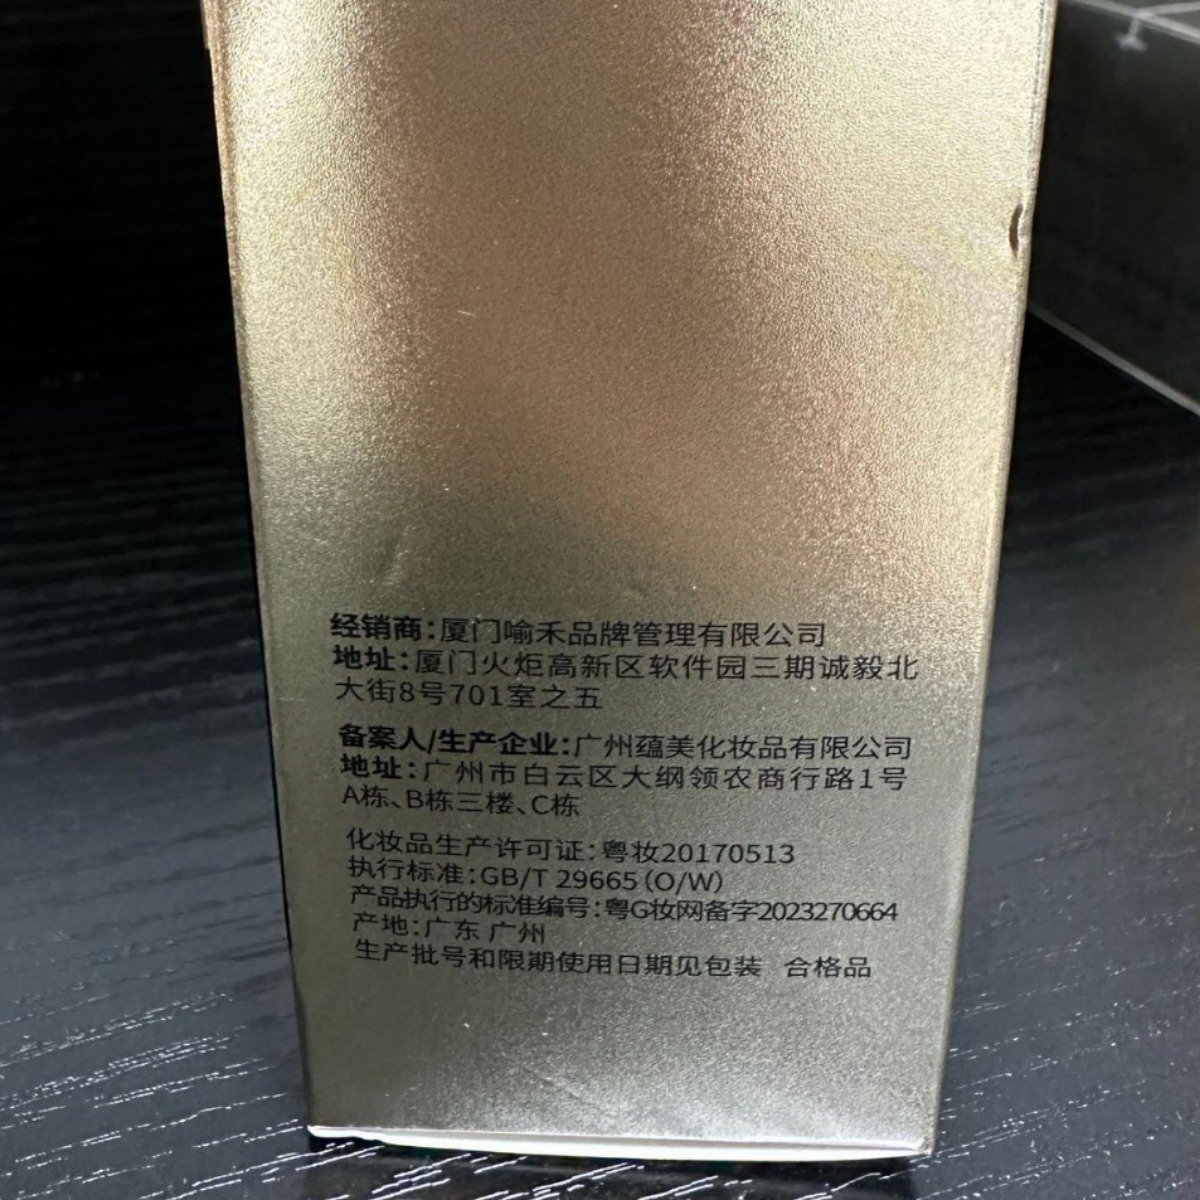 经销商：厦门喻禾品牌管理有限公司
地址：厦门火炬高新区软件园三期诚毅北
大街8号701室之五
备案人/生产企业：广州蕴美化妆品有限公司
地址：广州市白云区大纲领农商行路1号
A栋、B栋三楼、C栋
化妆品生产许可证：粤妆20170513
执行标准：GB/T 29665（O/W）
产品执行的标准编号：粤G妆网备字2023270664
产地：广东 广州
生产批号和限期使用日期见包装 合格品